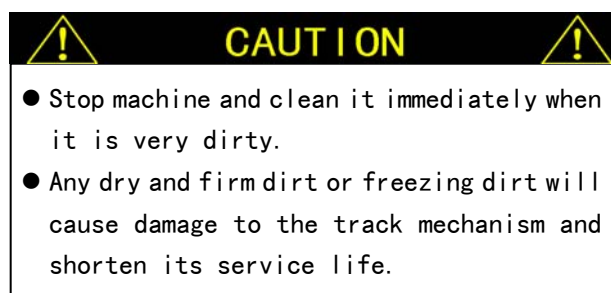 CAUTION
● Stop machine and clean it immediately when
it is very dirty.
● Any dry and firm dirt or freezing dirt will
cause damage to the track mechanism and
shorten its service life.